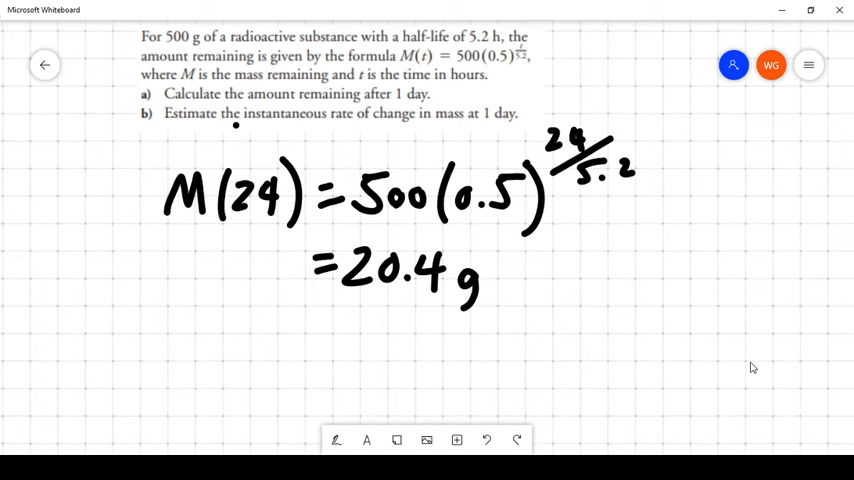 Microsoft Whiteboard
For 500 g of a radioactive substance with a half-life of 5.2 h, the
amount remaining is given by the formula M(t) = 500(0.5)^(t/5.2),
where M is the mass remaining and t is the time in hours.
a) Calculate the amount remaining after 1 day.
b) Estimate the instantaneous rate of change in mass at 1 day.
WG
M(24) = 500(0.5)^(24/5.2)
= 20.4 g
A